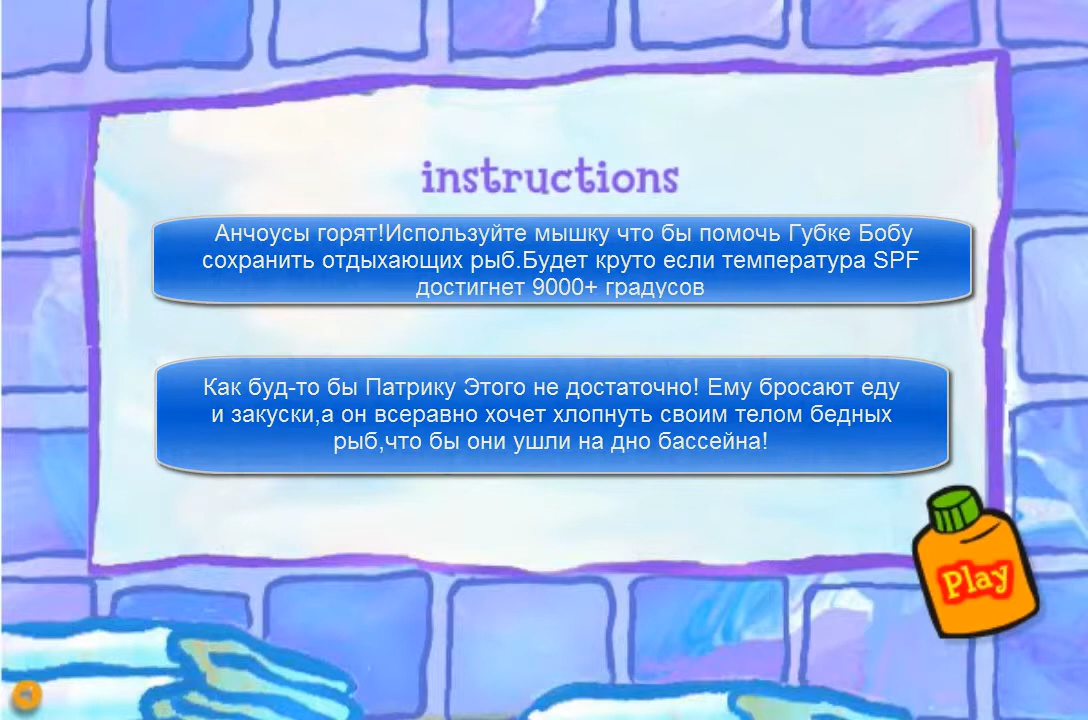 instructions
Анчоусы горят!Используйте мышку что бы помочь Губке Бобу
сохранить отдыхающих рыб.Будет круто если температура SPF
достигнет 9000+ градусов
Как буд-то бы Патрику Этого не достаточно! Ему бросают еду
и закуски,а он всеравно хочет хлопнуть своим телом бедных
рыб,что бы они ушли на дно бассейна!
Play